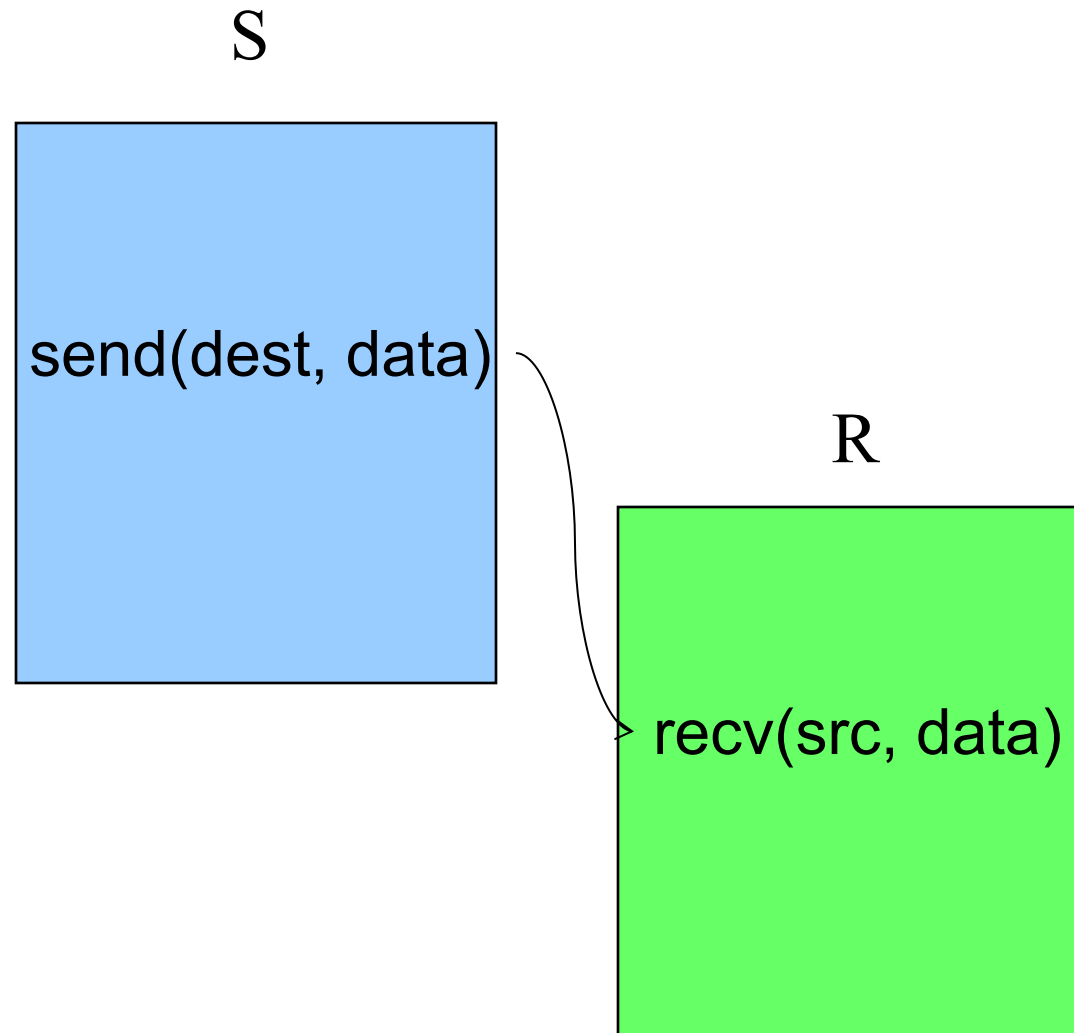 S
send(dest, data)
R
recv(src, data)